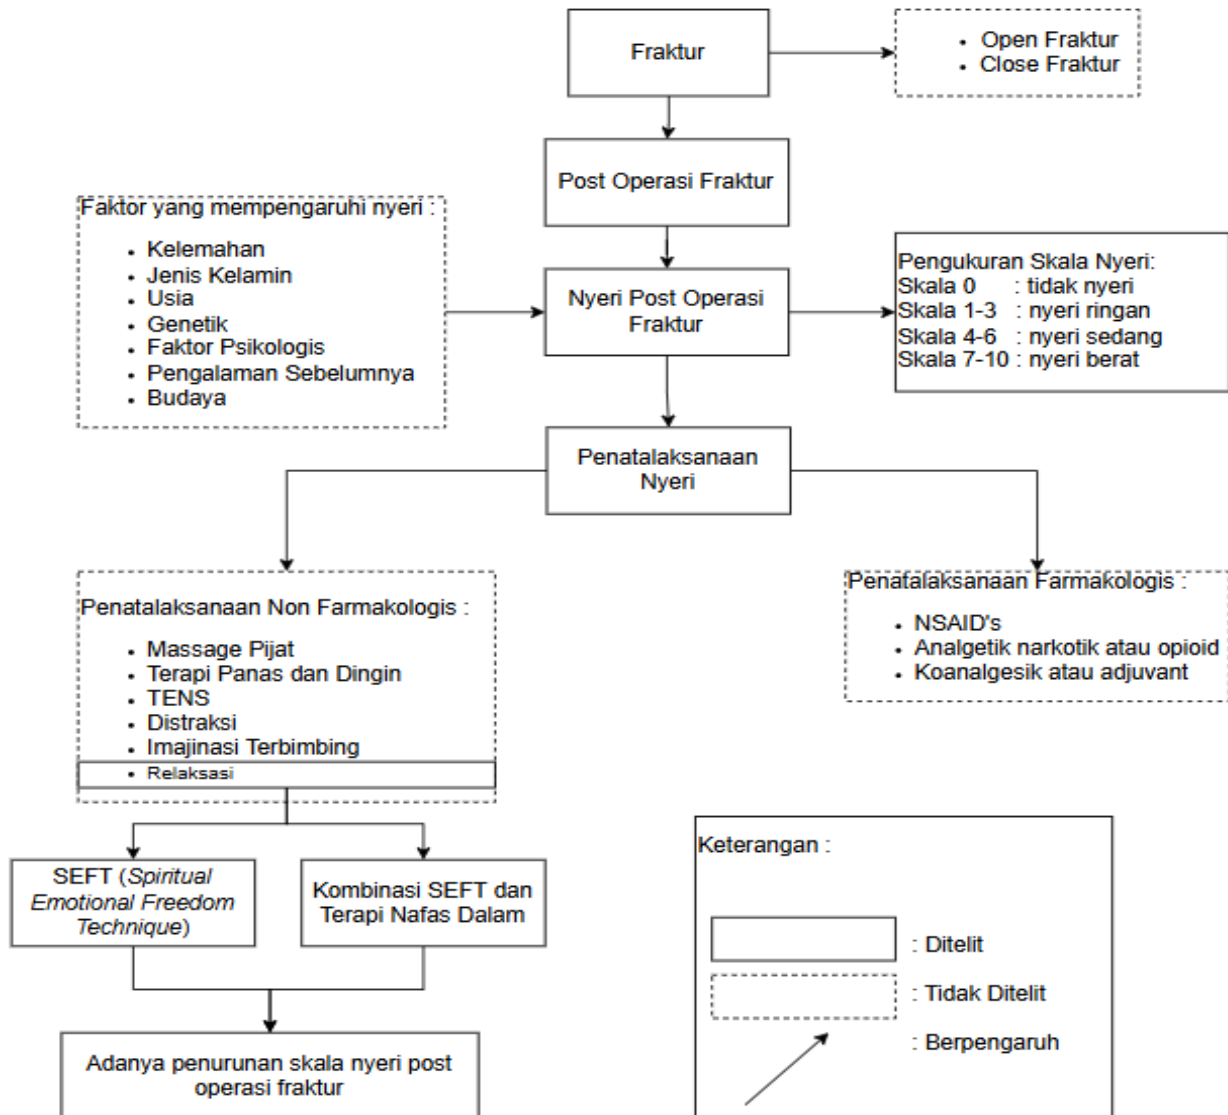 Fraktur
• Open Fraktur
• Close Fraktur
Post Operasi Fraktur
Faktor yang mempengaruhi nyeri :
• Kelemahan
• Jenis Kelamin
• Usia
• Genetik
• Faktor Psikologis
• Pengalaman Sebelumnya
• Budaya
Nyeri Post Operasi
Fraktur
Pengukuran Skala Nyeri:
Skala 0 : tidak nyeri
Skala 1-3 : nyeri ringan
Skala 4-6 : nyeri sedang
Skala 7-10 : nyeri berat
Penatalaksanaan
Nyeri
Penatalaksanaan Non Farmakologis :
• Massage Pijat
• Terapi Panas dan Dingin
• TENS
• Distraksi
• Imajinasi Terbimbing
• Relaksasi
Penatalaksanaan Farmakologis :
• NSAID's
• Analgetik narkotik atau opioid
• Koanalgesik atau adjuvant
SEFT (Spiritual
Emotional Freedom
Technique)
Kombinasi SEFT dan
Terapi Nafas Dalam
Adanya penurunan skala nyeri post
operasi fraktur
Keterangan :
: Ditelit
: Tidak Ditelit
: Berpengaruh